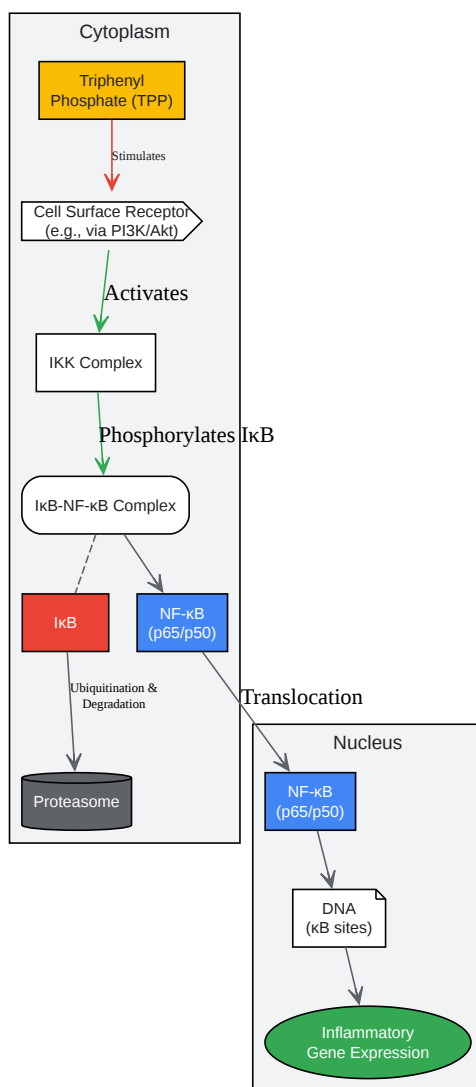 Cytoplasm
Triphenyl
Phosphate (TPP)
Stimulates
Cell Surface Receptor
(e.g., via PI3K/Akt)
Activates
IKK Complex
Phosphorylates IκB
IκB-NF-κB Complex
IκB
NF-κB
(p65/p50)
Ubiquitination &
Degradation
Translocation
Proteasome
Nucleus
NF-κB
(p65/p50)
DNA
(κB sites)
Inflammatory
Gene Expression